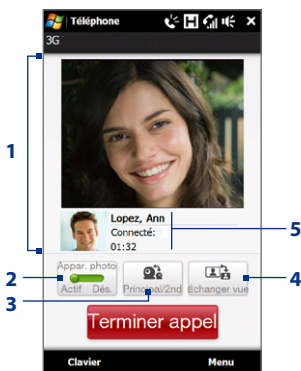 Téléphone
3G
1
Lopez, Ann
Connecté:
01:32
5
2
Appar. photo
Actif Dés.
Principal/2nd
Echanger vue
4
3
Terminer appel
Clavier Menu